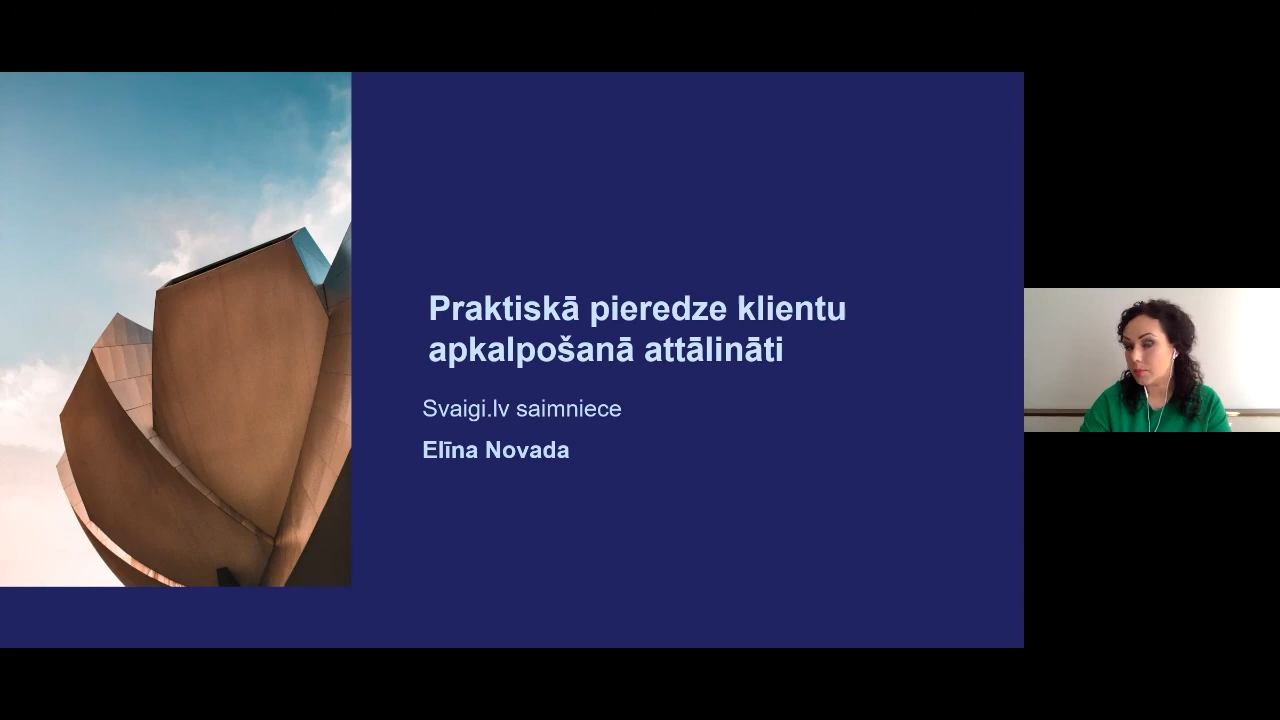 Praktiskā pieredze klientu
apkalpošanā attālināti
Svaigi.lv saimniece
Elīna Novada